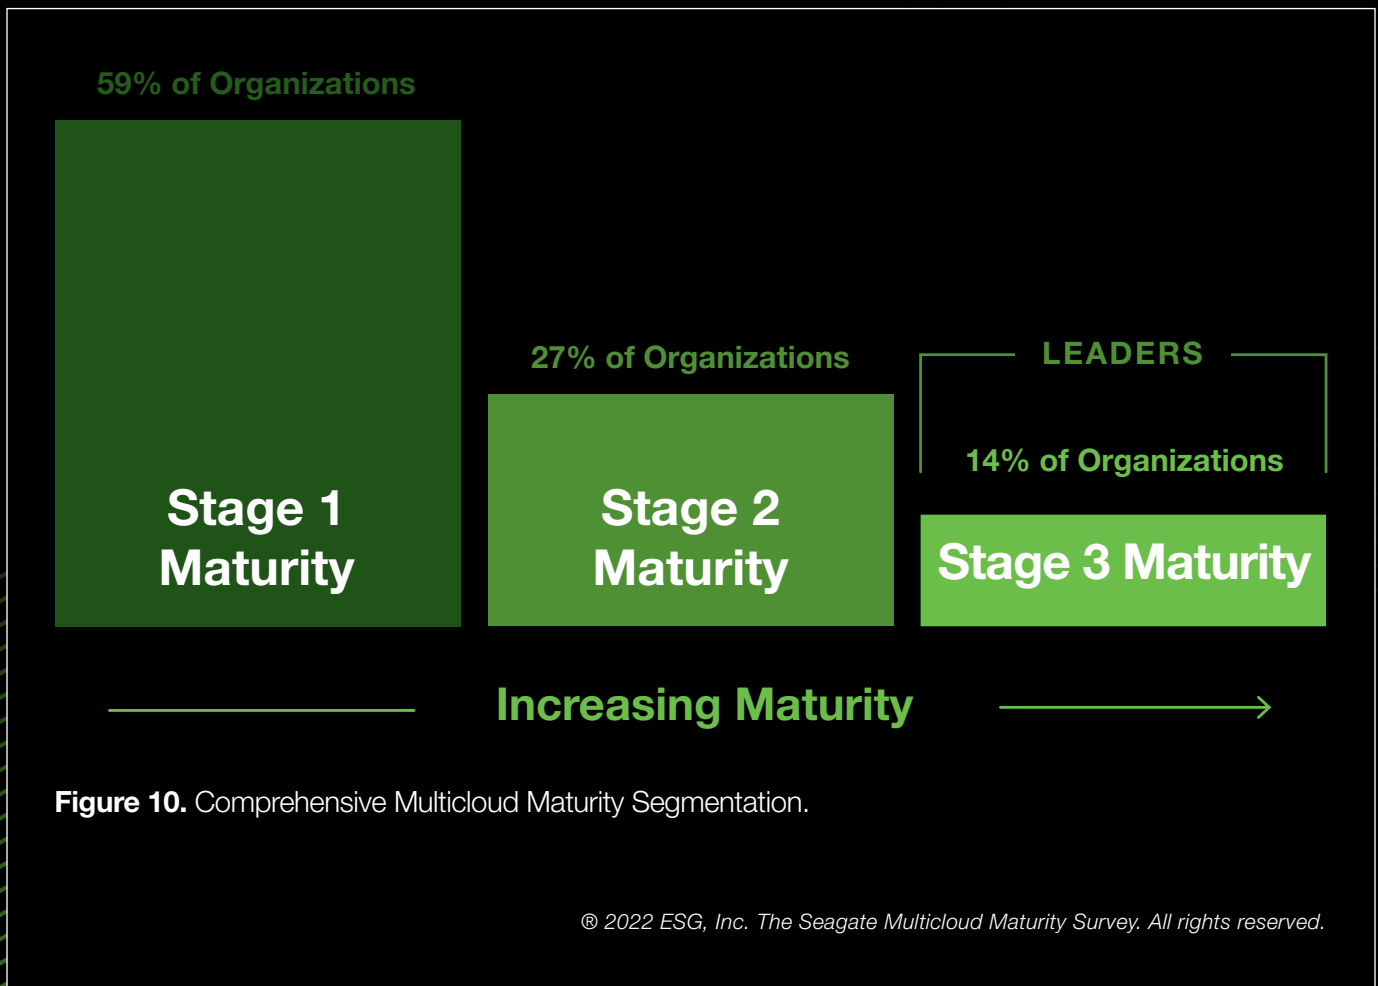 59% of Organizations
Stage 1
Maturity
27% of Organizations
Stage 2
Maturity
LEADERS
14% of Organizations
Stage 3 Maturity
Increasing Maturity
Figure 10. Comprehensive Multicloud Maturity Segmentation.
® 2022 ESG, Inc. The Seagate Multicloud Maturity Survey. All rights reserved.